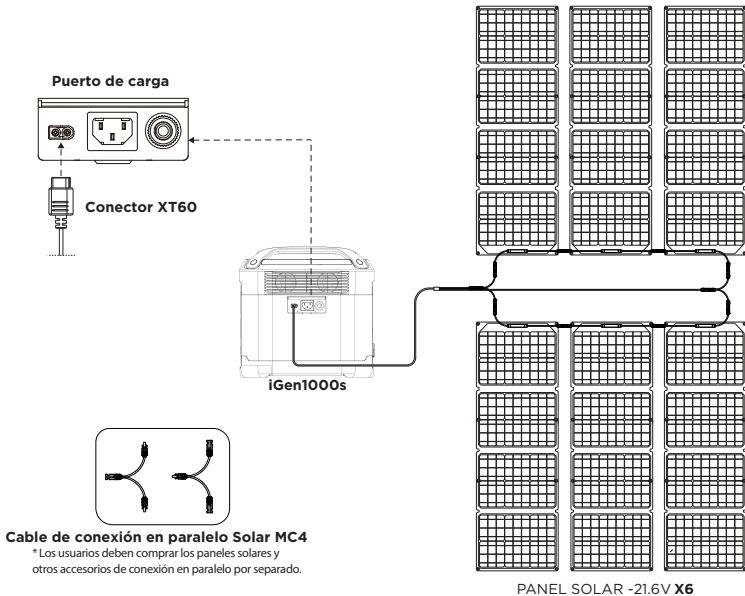 Puerto de carga
Conector XT60
iGen1000s
Cable de conexión en paralelo Solar MC4
* Los usuarios deben comprar los paneles solares y
otros accesorios de conexión en paralelo por separado.
PANEL SOLAR -21.6V X6